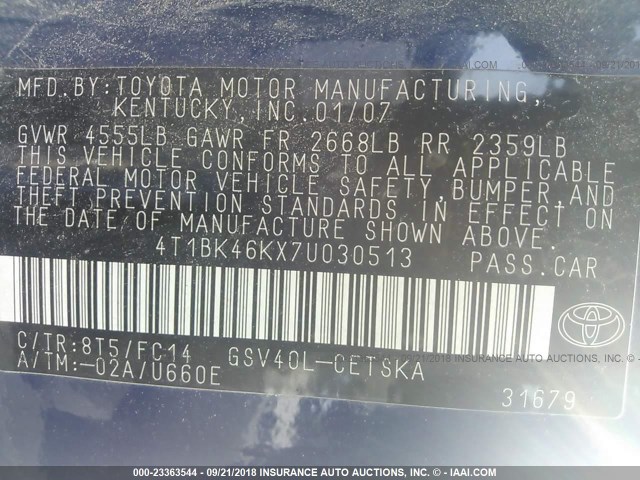 MFD.BY:TOYOTA MOTOR MANUFACTURING,
KENTUCKY,INC.01/07
GVWR 4555LB GAWR FR 2668LB RR 2359LB
THIS VEHICLE CONFORMS TO ALL APPLICABLE
FEDERAL MOTOR VEHICLE SAFETY,BUMPER,AND
THEFT PREVENTION STANDARDS IN EFFECT ON
THE DATE OF MANUFACTURE SHOWN ABOVE.
4T1BK46KX7U030513 PASS.CAR
C/TR:8T5/FC14 GSV40L-CETSKA
A/TM:-02A/U660E
31679
TOYOTA
000-23363544 - 09/21/2018 INSURANCE AUTO AUCTIONS, INC. - © - IAAI.COM